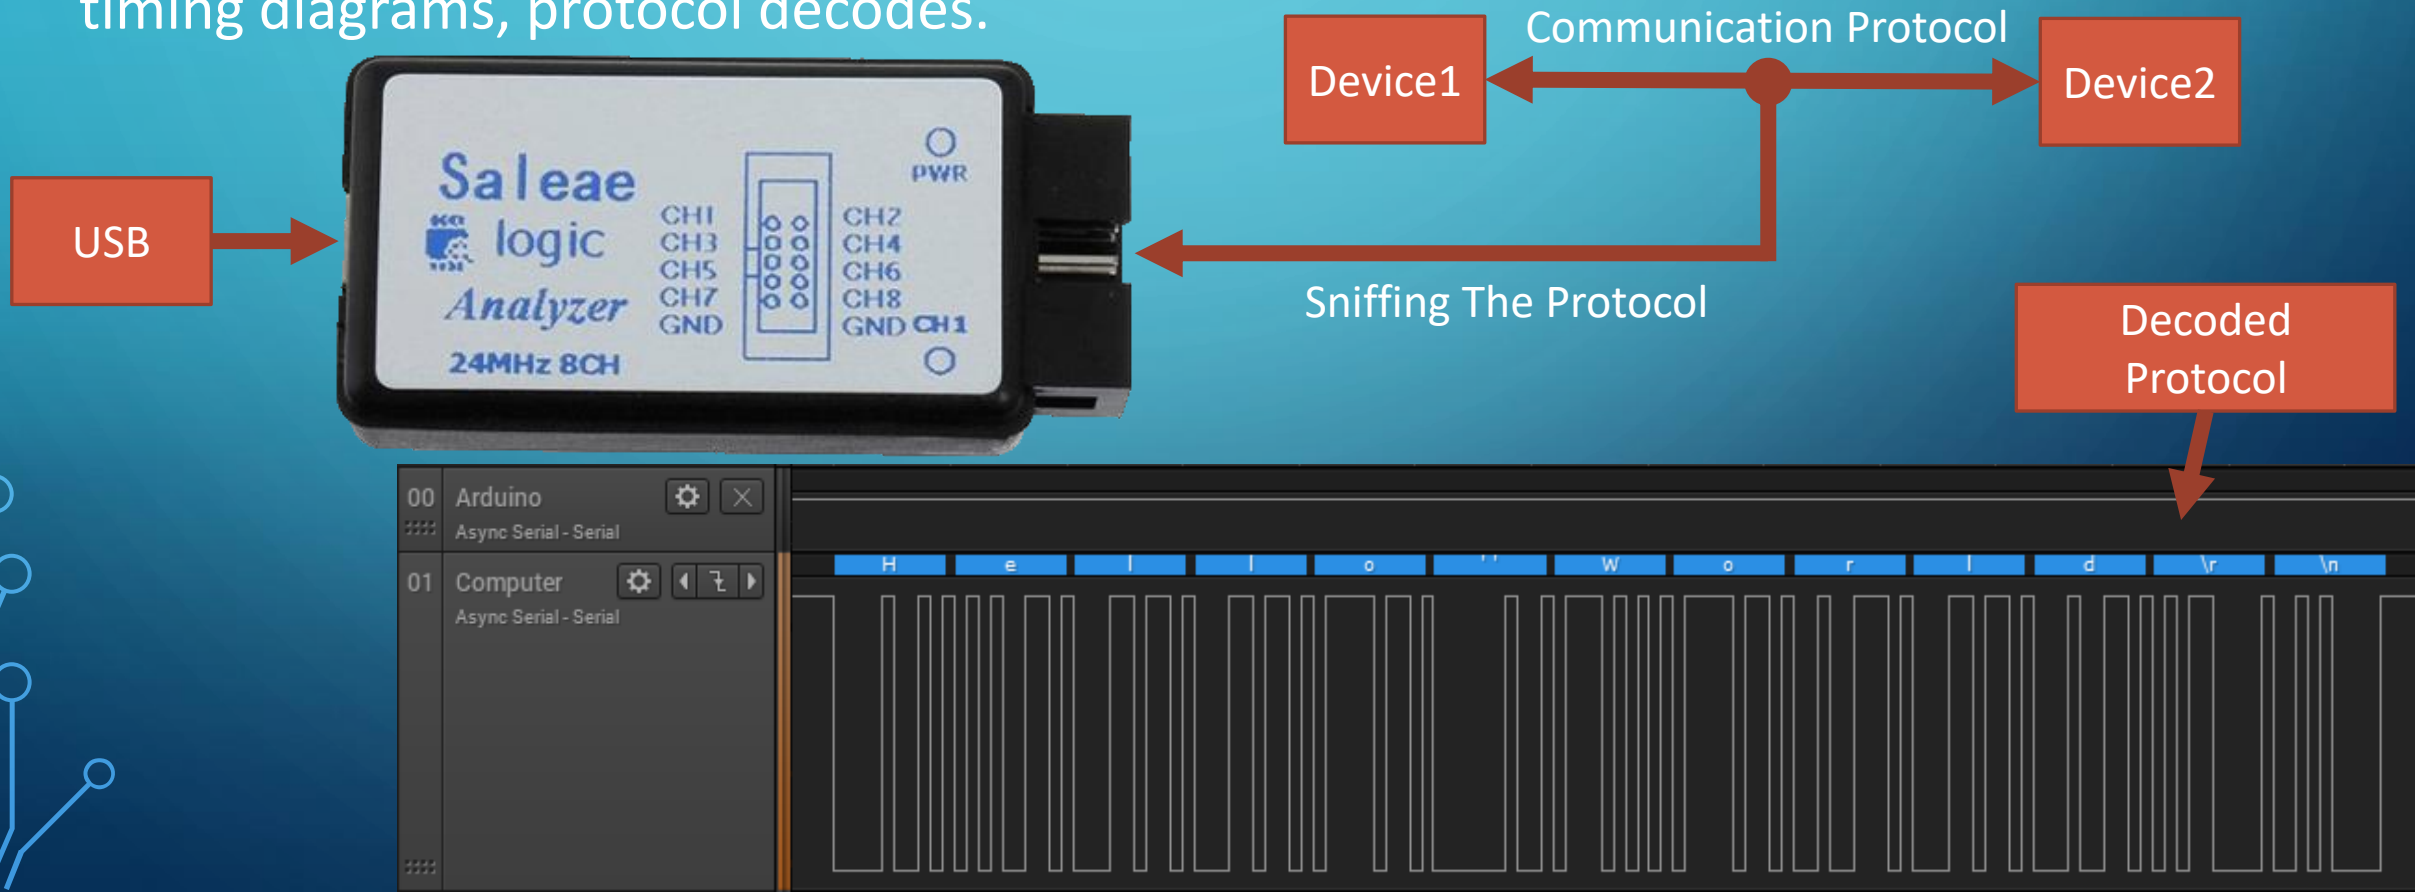 timing diagrams, protocol decodes.
Communication Protocol
Device1
Device2
USB
Saleae
logic
Analyzer
24MHz 8CH
PWR
CH1 CH2
CH3 CH4
CH5 CH6
CH7 CH8
GND GND
CH1
Sniffing The Protocol
Decoded
Protocol
00 Arduino
Async Serial - Serial
01 Computer
Async Serial - Serial
H e l l o ' ' W o r l d \r \n